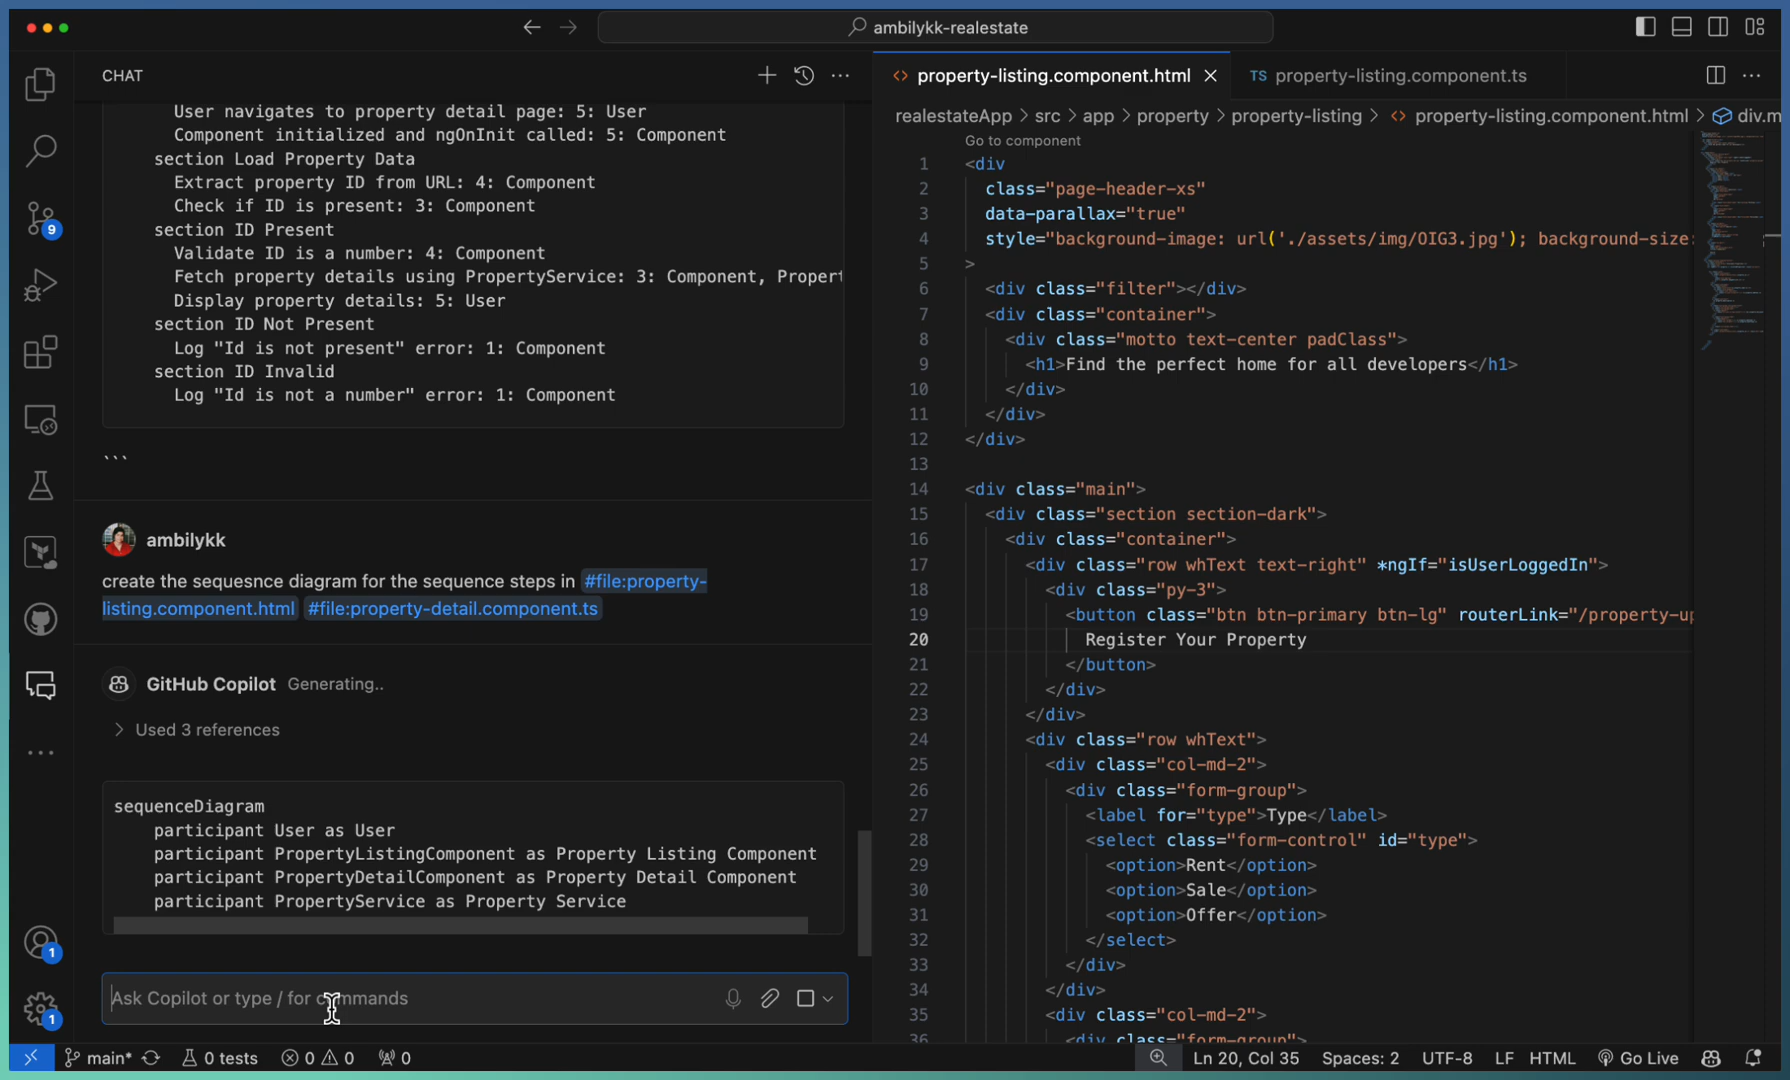 ambilykk-realestate
CHAT
User navigates to property detail page: 5: User
Component initialized and ngOnInit called: 5: Component
section Load Property Data
Extract property ID from URL: 4: Component
Check if ID is present: 3: Component
section ID Present
Validate ID is a number: 4: Component
Fetch property details using PropertyService: 3: Component, Propert
Display property details: 5: User
section ID Not Present
Log "Id is not present" error: 1: Component
section ID Invalid
Log "Id is not a number" error: 1: Component
```
ambilykk
create the sequesnce diagram for the sequence steps in #file:property-
listing.component.html #file:property-detail.component.ts
GitHub Copilot Generating..
Used 3 references
sequenceDiagram
participant User as User
participant PropertyListingComponent as Property Listing Component
participant PropertyDetailComponent as Property Detail Component
participant PropertyService as Property Service
Ask Copilot or type / for commands
9
1
1
<> property-listing.component.html
TS property-listing.component.ts
realestateApp > src > app > property > property-listing > <> property-listing.component.html > div.m
Go to component
1 <div
2 class="page-header-xs"
3 data-parallax="true"
4 style="background-image: url('./assets/img/OIG3.jpg'); background-size:
5 >
6 <div class="filter"></div>
7 <div class="container">
8 <div class="motto text-center padClass">
9 <h1>Find the perfect home for all developers</h1>
10 </div>
11 </div>
12 </div>
13
14 <div class="main">
15 <div class="section section-dark">
16 <div class="container">
17 <div class="row whText text-right" *ngIf="isUserLoggedIn">
18 <div class="py-3">
19 <button class="btn btn-primary btn-lg" routerLink="/property-up
20 Register Your Property
21 </button>
22 </div>
23 </div>
24 <div class="row whText">
25 <div class="col-md-2">
26 <div class="form-group">
27 <label for="type">Type</label>
28 <select class="form-control" id="type">
29 <option>Rent</option>
30 <option>Sale</option>
31 <option>Offer</option>
32 </select>
33 </div>
34 </div>
35 <div class="col-md-2">
36 <div class="form-group">
main* 0 tests 0 0 0
Ln 20, Col 35 Spaces: 2 UTF-8 LF HTML Go Live